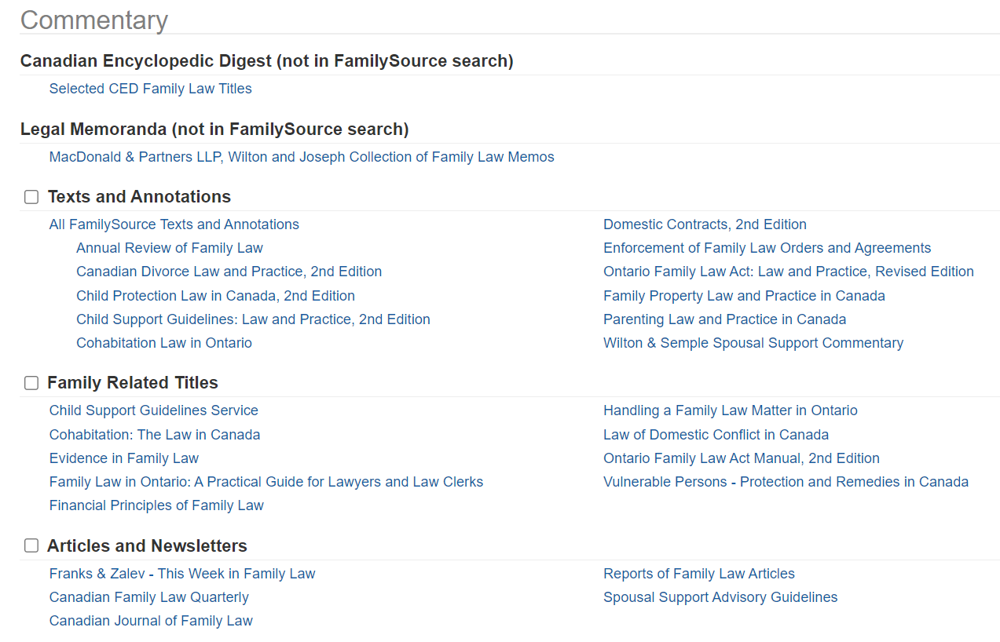 Commentary
Canadian Encyclopedic Digest (not in FamilySource search)
Selected CED Family Law Titles
Legal Memoranda (not in FamilySource search)
MacDonald & Partners LLP, Wilton and Joseph Collection of Family Law Memos
Texts and Annotations
All FamilySource Texts and Annotations
Annual Review of Family Law
Canadian Divorce Law and Practice, 2nd Edition
Child Protection Law in Canada, 2nd Edition
Child Support Guidelines: Law and Practice, 2nd Edition
Cohabitation Law in Ontario
Domestic Contracts, 2nd Edition
Enforcement of Family Law Orders and Agreements
Ontario Family Law Act: Law and Practice, Revised Edition
Family Property Law and Practice in Canada
Parenting Law and Practice in Canada
Wilton & Semple Spousal Support Commentary
Family Related Titles
Child Support Guidelines Service
Cohabitation: The Law in Canada
Evidence in Family Law
Family Law in Ontario: A Practical Guide for Lawyers and Law Clerks
Financial Principles of Family Law
Handling a Family Law Matter in Ontario
Law of Domestic Conflict in Canada
Ontario Family Law Act Manual, 2nd Edition
Vulnerable Persons - Protection and Remedies in Canada
Articles and Newsletters
Franks & Zalev - This Week in Family Law
Canadian Family Law Quarterly
Canadian Journal of Family Law
Reports of Family Law Articles
Spousal Support Advisory Guidelines